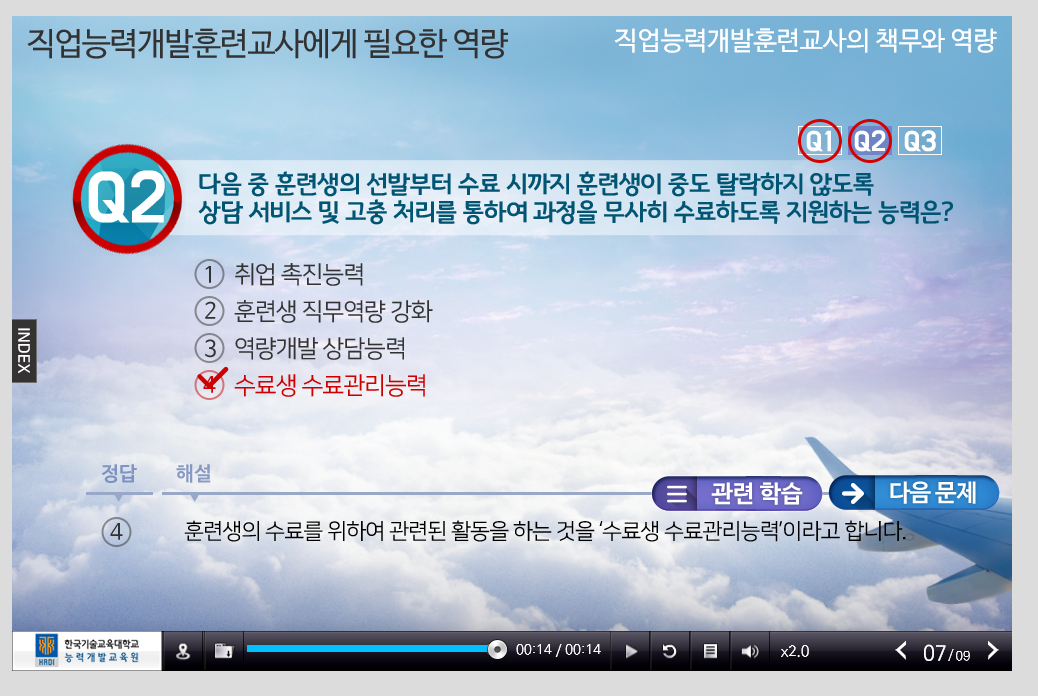 직업능력개발훈련교사에게 필요한 역량
직업능력개발훈련교사의 책무와 역량
Q1 Q2 Q3
Q2
다음 중 훈련생의 선발부터 수료 시까지 훈련생이 중도 탈락하지 않도록
상담 서비스 및 고충 처리를 통하여 과정을 무사히 수료하도록 지원하는 능력은?
① 취업 촉진능력
② 훈련생 직무역량 강화
③ 역량개발 상담능력
④ 수료생 수료관리능력
INDEX
정답 해설
관련 학습 다음 문제
④ 훈련생의 수료를 위하여 관련된 활동을 하는 것을 ‘수료생 수료관리능력’이라고 합니다.
한국기술교육대학교
능력개발교육원
HRDI
00:14 / 00:14
x2.0
07/09